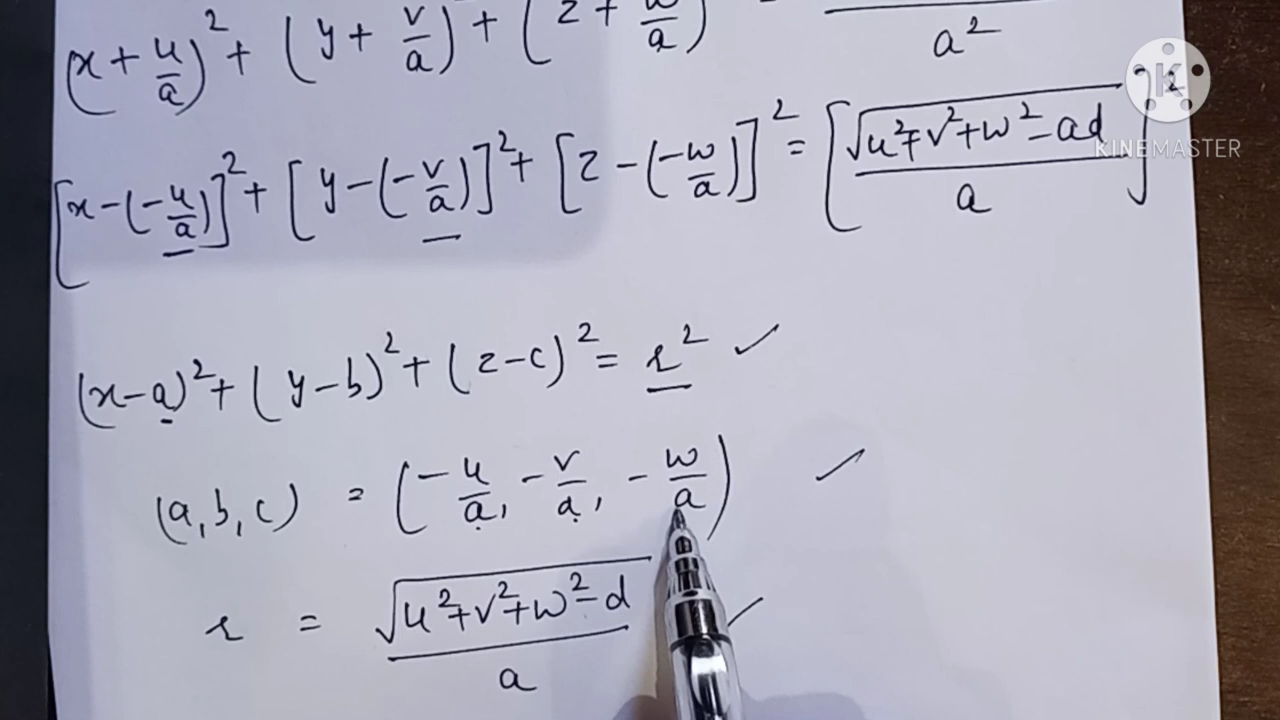 (x + u/a)² + (y + v/a) + (z + w/a) a²
[x - (-u/a)]² + [y - (-v/a)]² + [z - (-w/a)]² = [√(u² + v² + w² - ad)/a]²
(x - a)² + (y - b)² + (z - c)² = r² ✓
(a, b, c) = (-u/a, -v/a, -w/a) ✓
r = √(u² + v² + w² - d)/a ✓
K
KINEMASTER